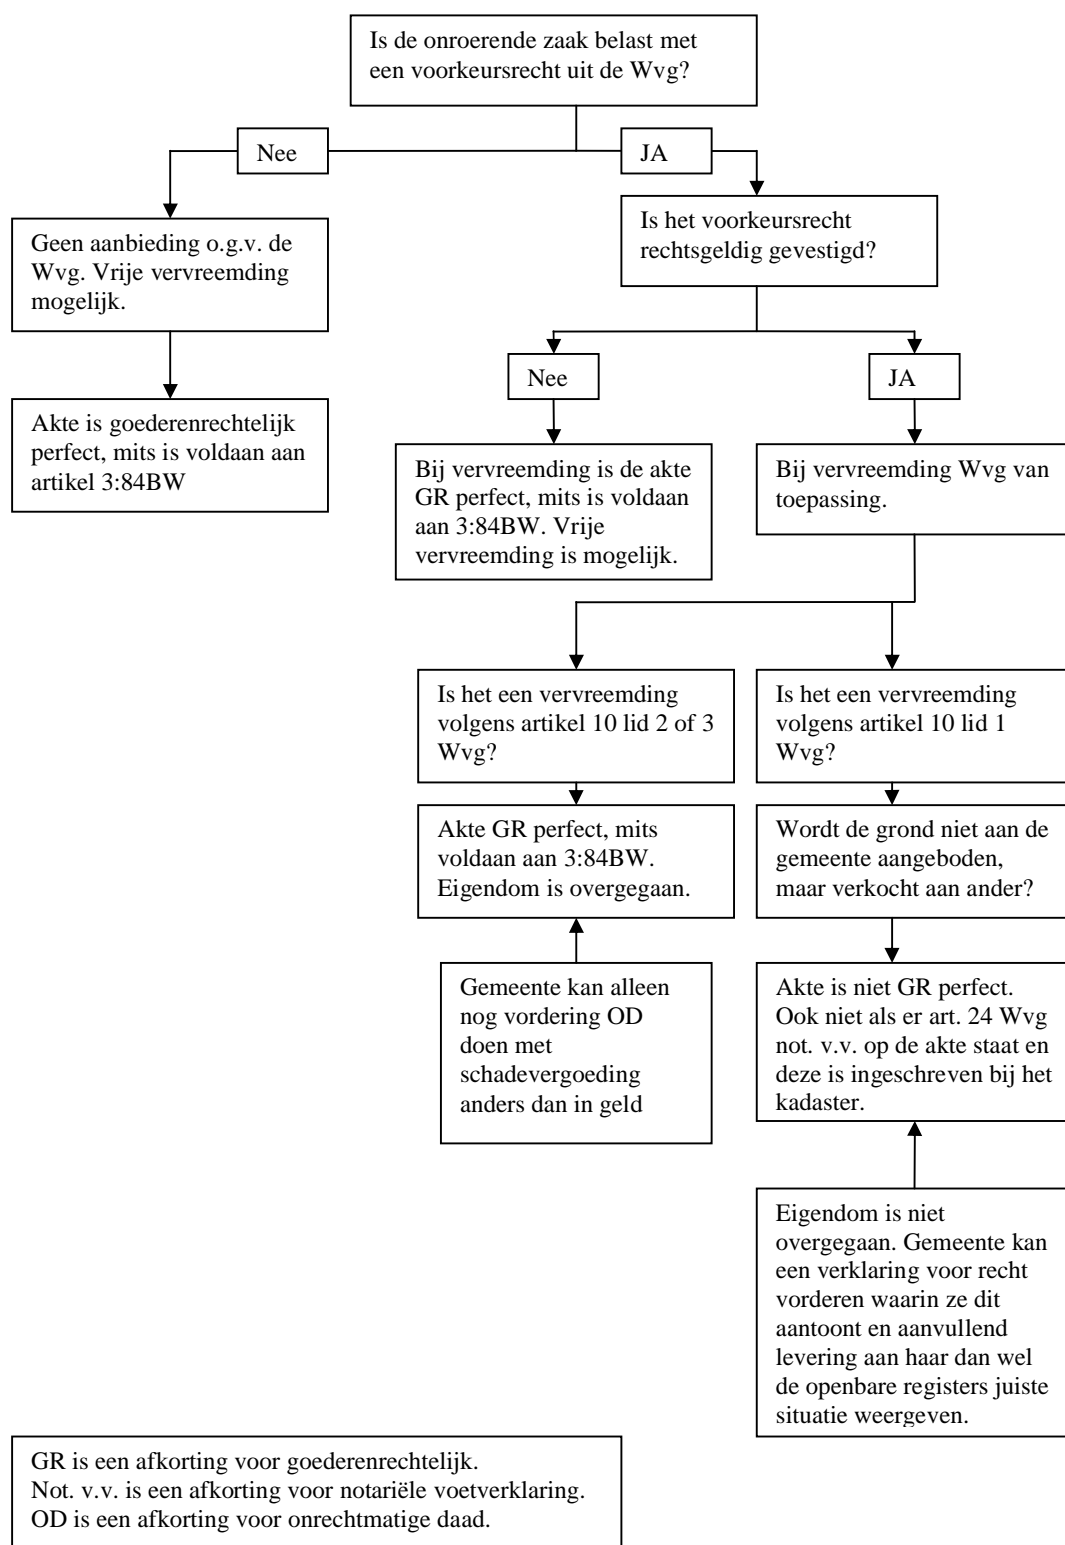 Is de onroerende zaak belast met
een voorkeursrecht uit de Wvg?
Nee
JA
Geen aanbieding o.g.v. de
Wvg. Vrije vervreemding
mogelijk.
Is het voorkeursrecht
rechtsgeldig gevestigd?
Nee
JA
Akte is goederenrechtelijk
perfect, mits is voldaan aan
artikel 3:84BW
Bij vervreemding is de akte
GR perfect, mits is voldaan
aan 3:84BW. Vrije
vervreemding is mogelijk.
Bij vervreemding Wvg van
toepassing.
Is het een vervreemding
volgens artikel 10 lid 2 of 3
Wvg?
Is het een vervreemding
volgens artikel 10 lid 1
Wvg?
Akte GR perfect, mits
voldaan aan 3:84BW.
Eigendom is overgegaan.
Wordt de grond niet aan de
gemeente aangeboden,
maar verkocht aan ander?
Gemeente kan alleen
nog vordering OD
doen met
schadevergoeding
anders dan in geld
Akte is niet GR perfect.
Ook niet als er art. 24 Wvg
not. v.v. op de akte staat en
deze is ingeschreven bij het
kadaster.
Eigendom is niet
overgegaan. Gemeente kan
een verklaring voor recht
vorderen waarin ze dit
aantoont en aanvullend
levering aan haar dan wel
de openbare registers juiste
situatie weergeven.
GR is een afkorting voor goederenrechtelijk.
Not. v.v. is een afkorting voor notariële voetverklaring.
OD is een afkorting voor onrechtmatige daad.